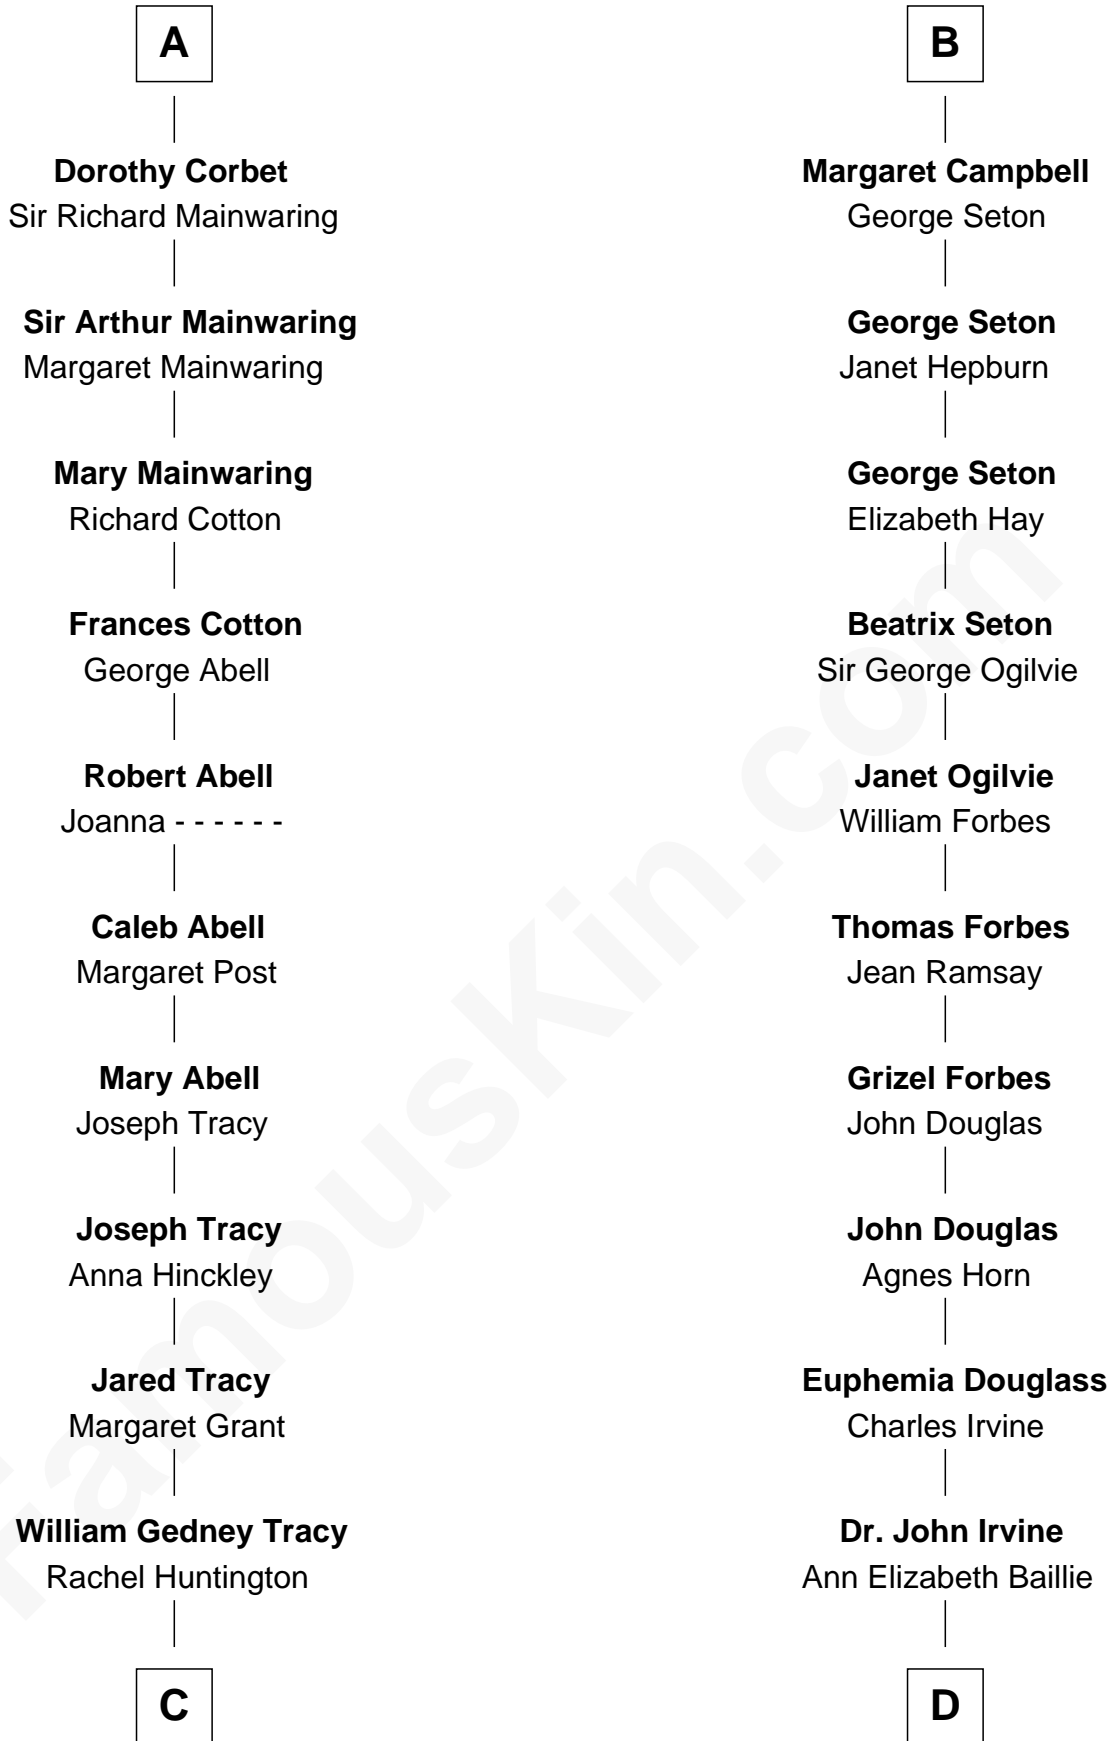 A
Dorothy Corbet
Sir Richard Mainwaring
Sir Arthur Mainwaring
Margaret Mainwaring
Mary Mainwaring
Richard Cotton
Frances Cotton
George Abell
Robert Abell
Joanna - - - - - -
Caleb Abell
Margaret Post
Mary Abell
Joseph Tracy
Joseph Tracy
Anna Hinckley
Jared Tracy
Margaret Grant
William Gedney Tracy
Rachel Huntington
C
B
Margaret Campbell
George Seton
George Seton
Janet Hepburn
George Seton
Elizabeth Hay
Beatrix Seton
Sir George Ogilvie
Janet Ogilvie
William Forbes
Thomas Forbes
Jean Ramsay
Grizel Forbes
John Douglas
John Douglas
Agnes Horn
Euphemia Douglass
Charles Irvine
Dr. John Irvine
Ann Elizabeth Baillie
D
FamousKin.com